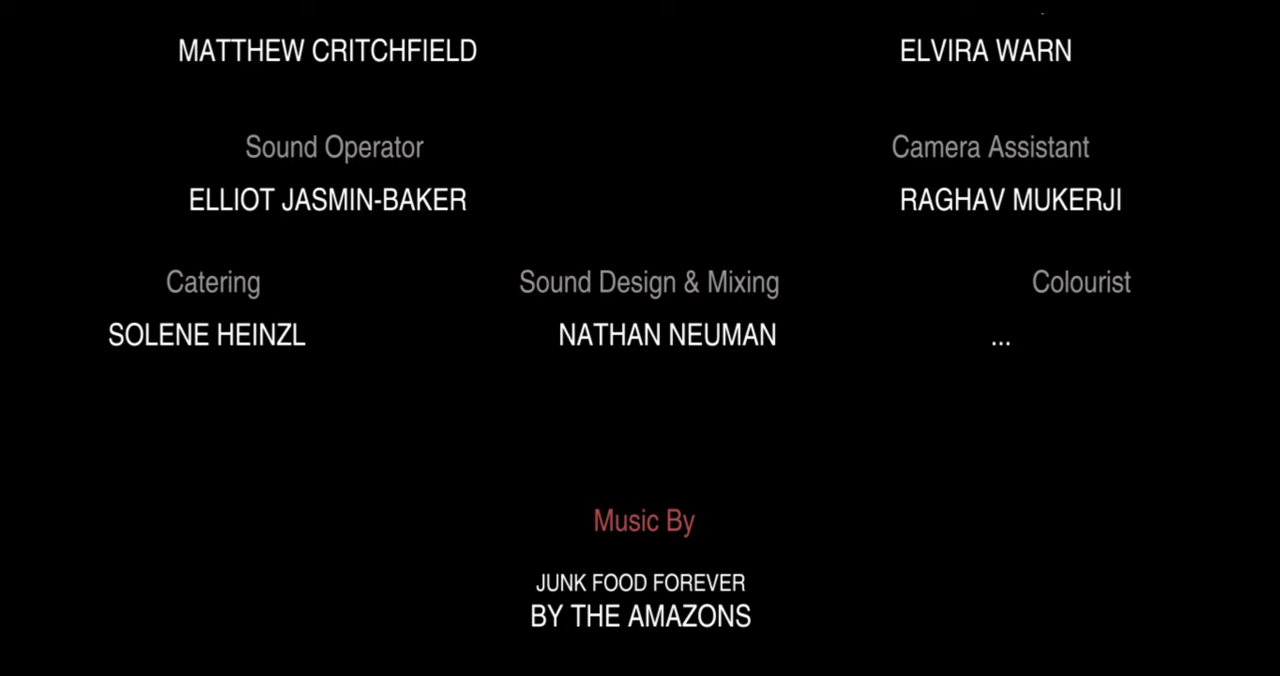 MATTHEW CRITCHFIELD ELVIRA WARN
Sound Operator Camera Assistant
ELLIOT JASMIN-BAKER RAGHAV MUKERJI
Catering Sound Design & Mixing Colourist
SOLENE HEINZL NATHAN NEUMAN ...
Music By
JUNK FOOD FOREVER
BY THE AMAZONS